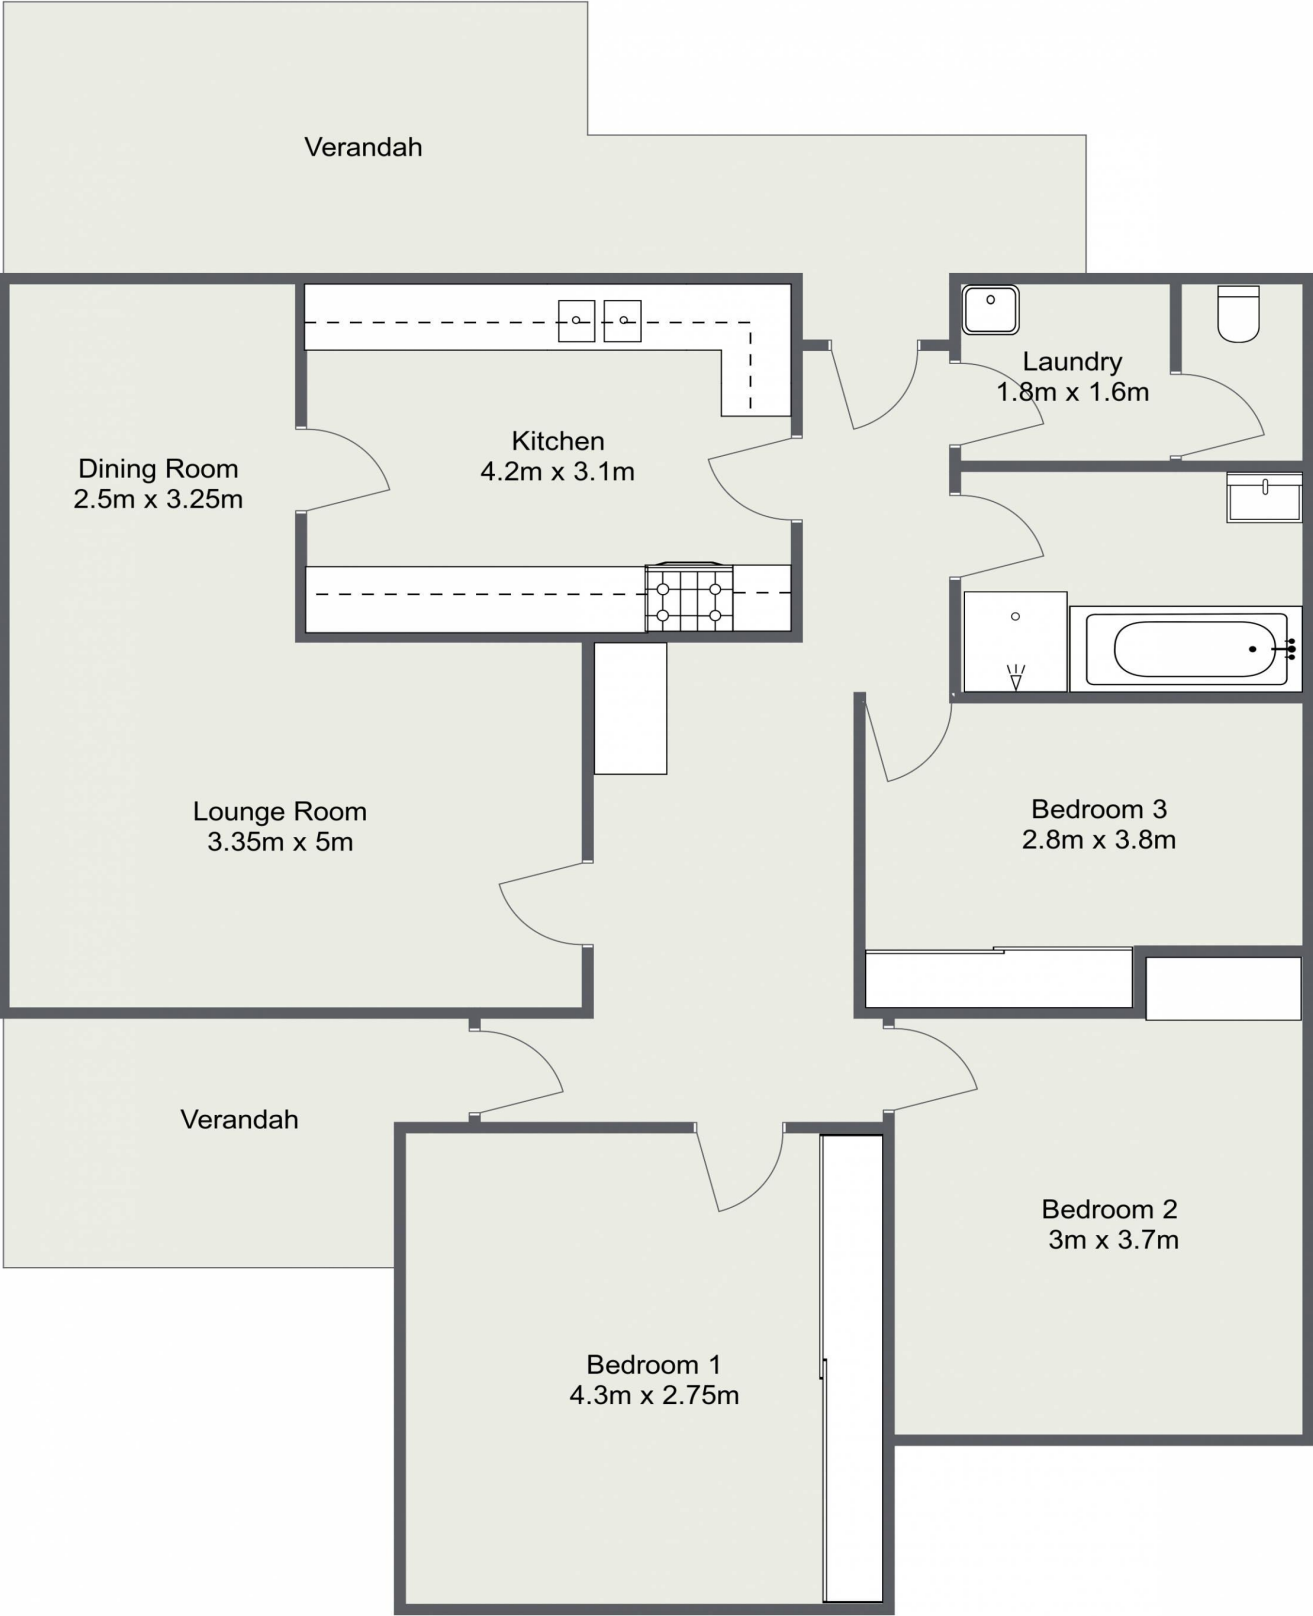 Verandah
Laundry
1.8m x 1.6m
Kitchen
4.2m x 3.1m
Dining Room
2.5m x 3.25m
Lounge Room
3.35m x 5m
Bedroom 3
2.8m x 3.8m
Verandah
Bedroom 2
3m x 3.7m
Bedroom 1
4.3m x 2.75m